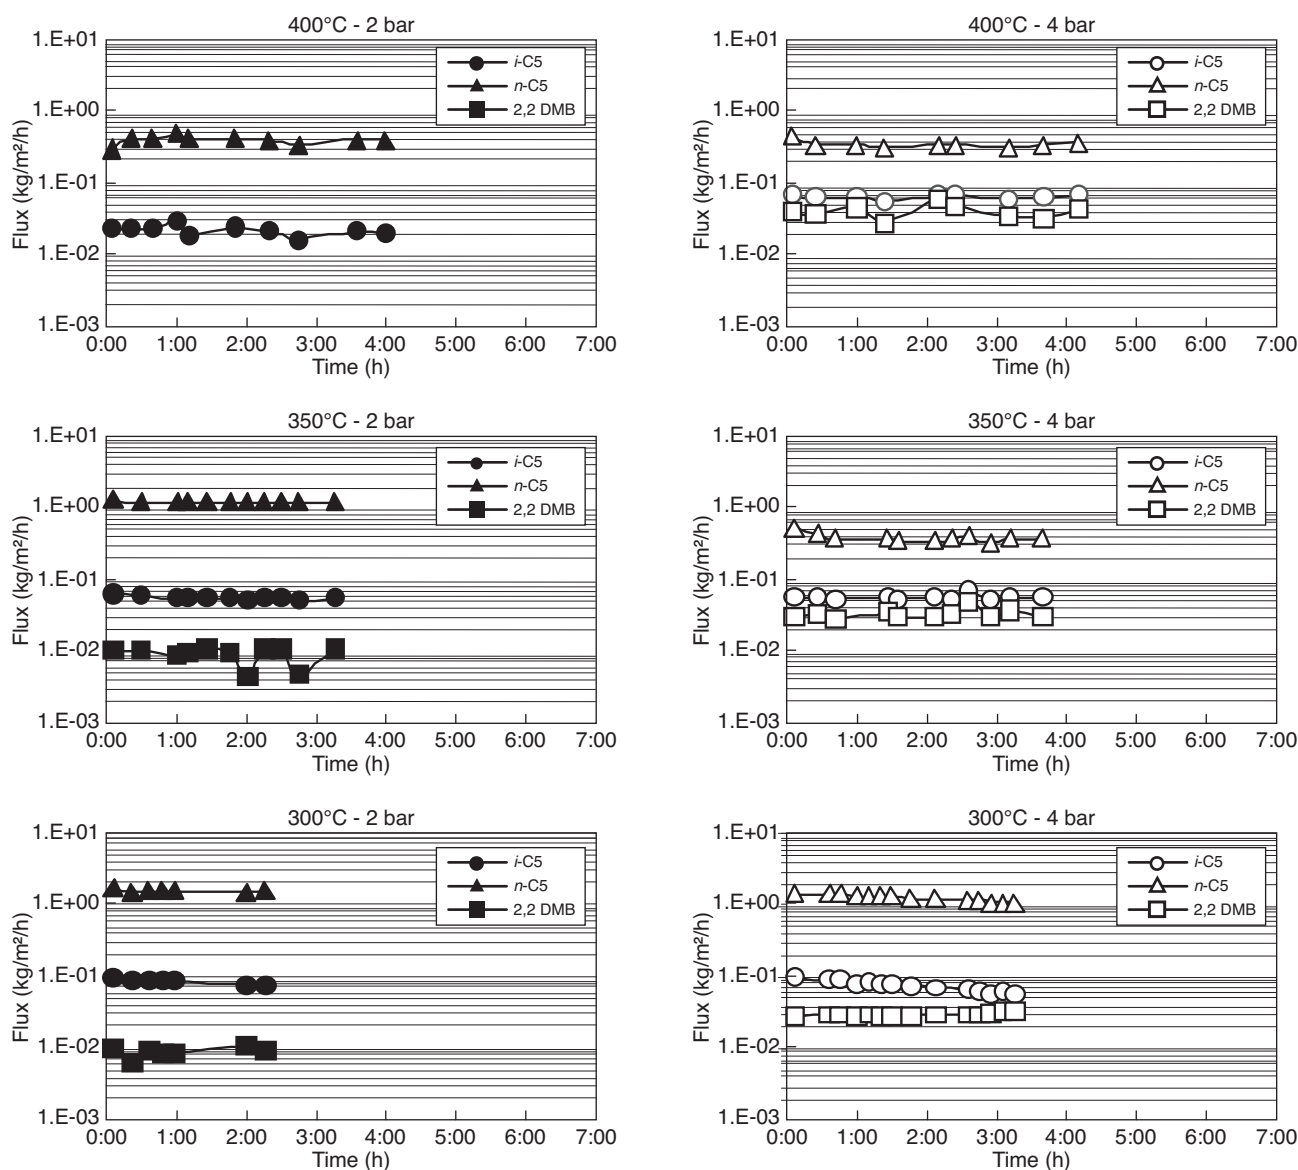 400°C - 2 bar
1.E+01
1.E+00
1.E-01
1.E-02
1.E-03
Flux (kg/m²/h)
i-C5
n-C5
2,2 DMB
0:00 1:00 2:00 3:00 4:00 5:00 6:00 7:00
Time (h)
400°C - 4 bar
1.E+01
1.E+00
1.E-01
1.E-02
1.E-03
Flux (kg/m²/h)
i-C5
n-C5
2,2 DMB
0:00 1:00 2:00 3:00 4:00 5:00 6:00 7:00
Time (h)
350°C - 2 bar
1.E+01
1.E+00
1.E-01
1.E-02
1.E-03
Flux (kg/m²/h)
i-C5
n-C5
2,2 DMB
0:00 1:00 2:00 3:00 4:00 5:00 6:00 7:00
Time (h)
350°C - 4 bar
1.E+01
1.E+00
1.E-01
1.E-02
1.E-03
Flux (kg/m²/h)
i-C5
n-C5
2,2 DMB
0:00 1:00 2:00 3:00 4:00 5:00 6:00 7:00
Time (h)
300°C - 2 bar
1.E+01
1.E+00
1.E-01
1.E-02
1.E-03
Flux (kg/m²/h)
i-C5
n-C5
2,2 DMB
0:00 1:00 2:00 3:00 4:00 5:00 6:00 7:00
Time (h)
300°C - 4 bar
1.E+01
1.E+00
1.E-01
1.E-02
1.E-03
Flux (kg/m²/h)
i-C5
n-C5
2,2 DMB
0:00 1:00 2:00 3:00 4:00 5:00 6:00 7:00
Time (h)